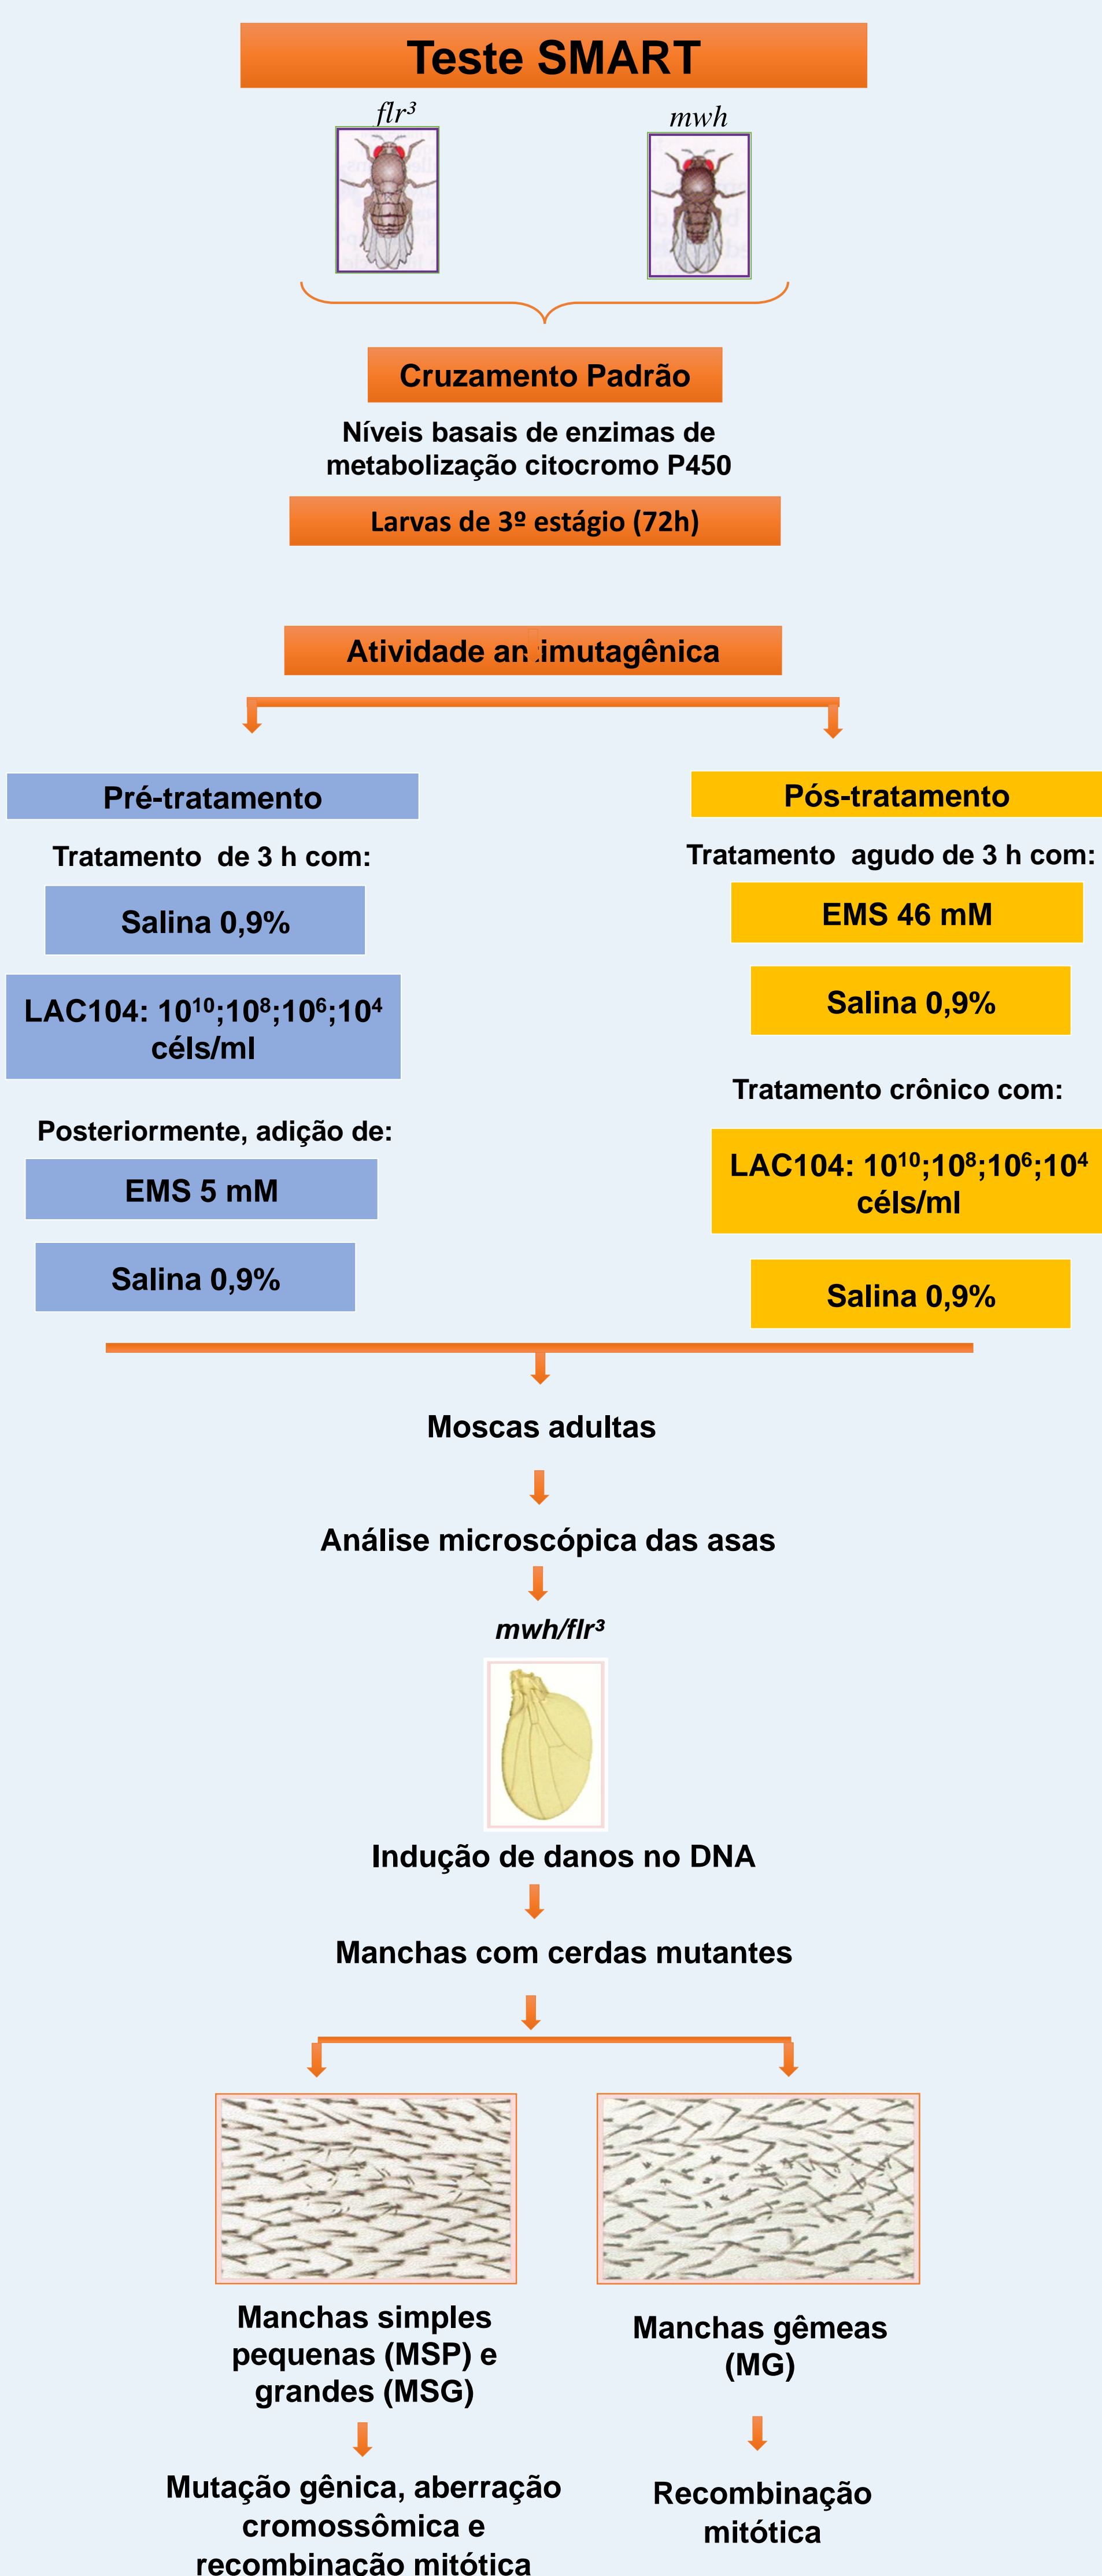 Teste SMART
flr³
mwh
Cruzamento Padrão
Níveis basais de enzimas de
metabolização citocromo P450
Larvas de 3º estágio (72h)
Atividade antimutagênica
Pré-tratamento
Tratamento de 3 h com:
Salina 0,9%
LAC104: 10¹⁰;10⁸;10⁶;10⁴
céls/ml
Posteriormente, adição de:
EMS 5 mM
Salina 0,9%
Pós-tratamento
Tratamento agudo de 3 h com:
EMS 46 mM
Salina 0,9%
Tratamento crônico com:
LAC104: 10¹⁰;10⁸;10⁶;10⁴
céls/ml
Salina 0,9%
Moscas adultas
Análise microscópica das asas
mwh/flr³
Indução de danos no DNA
Manchas com cerdas mutantes
Manchas simples
pequenas (MSP) e
grandes (MSG)
Mutação gênica, aberração
cromossômica e
recombinação mitótica
Manchas gêmeas
(MG)
Recombinação
mitótica